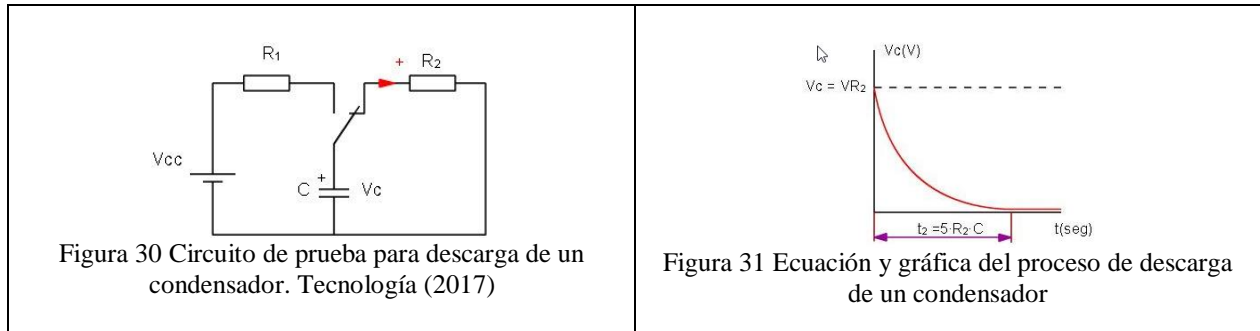 R₁
+ R₂
Vcc
C + Vc
Figura 30 Circuito de prueba para descarga de un
condensador. Tecnología (2017)
Vc(V)
Vc = VR₂
t₂ =5·R₂·C
t(seg)
Figura 31 Ecuación y gráfica del proceso de descarga
de un condensador